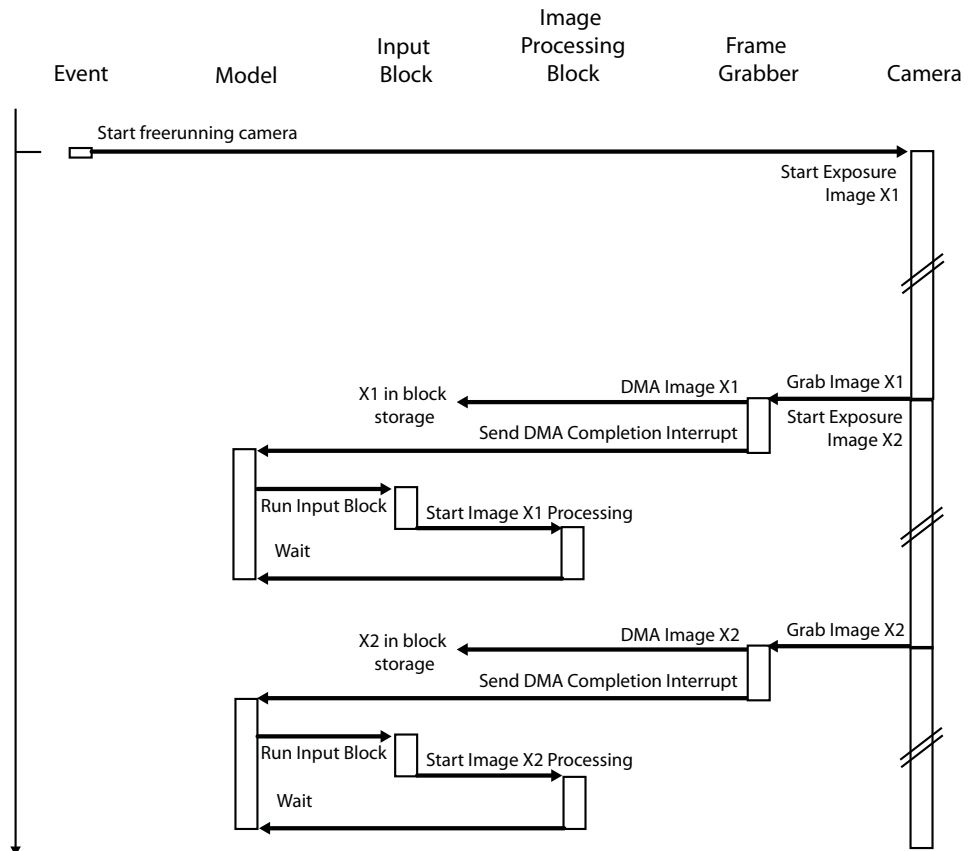 Event
Model
Input
Block
Image
Processing
Block
Frame
Grabber
Camera
Start freerunning camera
Start Exposure
Image X1
X1 in block
storage
DMA Image X1
Grab Image X1
Start Exposure
Image X2
Send DMA Completion Interrupt
Run Input Block
Start Image X1 Processing
Wait
X2 in block
storage
DMA Image X2
Grab Image X2
Send DMA Completion Interrupt
Run Input Block
Start Image X2 Processing
Wait